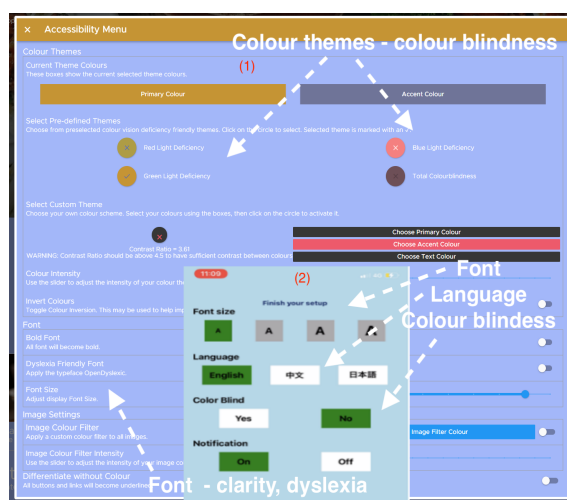 × Accessibility Menu
Colour Themes
Colour themes - colour blindness
Current Theme Colours
These boxes show the current selected theme colours.
(1)
Primary Colour
Accent Colour
Select Pre-defined Themes
Choose from preselected colour vision deficiency friendly themes. Click on the circle to select. Selected theme is marked with an
Red Light Deficiency
Blue Light Deficiency
Green Light Deficiency
Total Colourblindness
Select Custom Theme
Choose your own colour scheme. Select your colours using the boxes, then click on the circle to activate it.
Choose Primary Colour
Contrast Ratio = 3.61
Choose Accent Colour
WARNING. Contrast Ratio should be above 4.5 to have sufficient contrast between colours
Choose Text Colour
Colour Intensity
Use the slider to adjust the intensity of your colour
Invert Colours
Toggle Colour Inversion. This may be used to help
Font
Bold Font
All font will become bold.
Dyslexia Friendly Font
Apply the typeface OpenDyslexic.
Font Size
Adjust display Font Size.
Image Settings
Image Colour Filter
Apply a custom colour filter to all images.
Image Filter Colour
Image Colour Filter Intensity
Use the slider to adjust the intensity of your image
Differentiate without Colour
All buttons and links will become
Font - clarity, dyslexia
11:09
(2)
4G
Finish your setup
Font size
A A A A
Language
English 中文 日本語
Color Blind
Yes No
Notification
On Off
Font
Language
Colour blindess